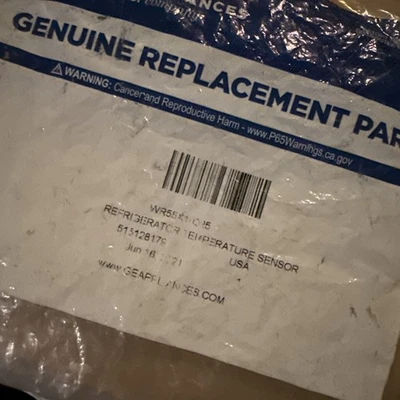 GENUINE REPLACEMENT PAR
⚠ WARNING: Cancer and Reproductive Harm - www.P65Warnings.ca.gov
REFRIGERATOR TEMPERATURE SENSOR
USA
WWW.GEAPPLIANCES.COM